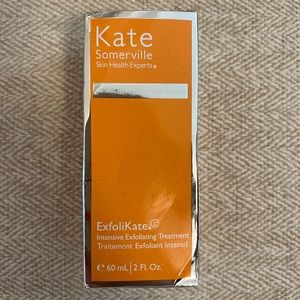 Kate
Somerville
Skin Health Experts®
ExfoliKate®
Intensive Exfoliating Treatment
Traitement Exfoliant Intensif
℮ 60 mL | 2 Fl. Oz.